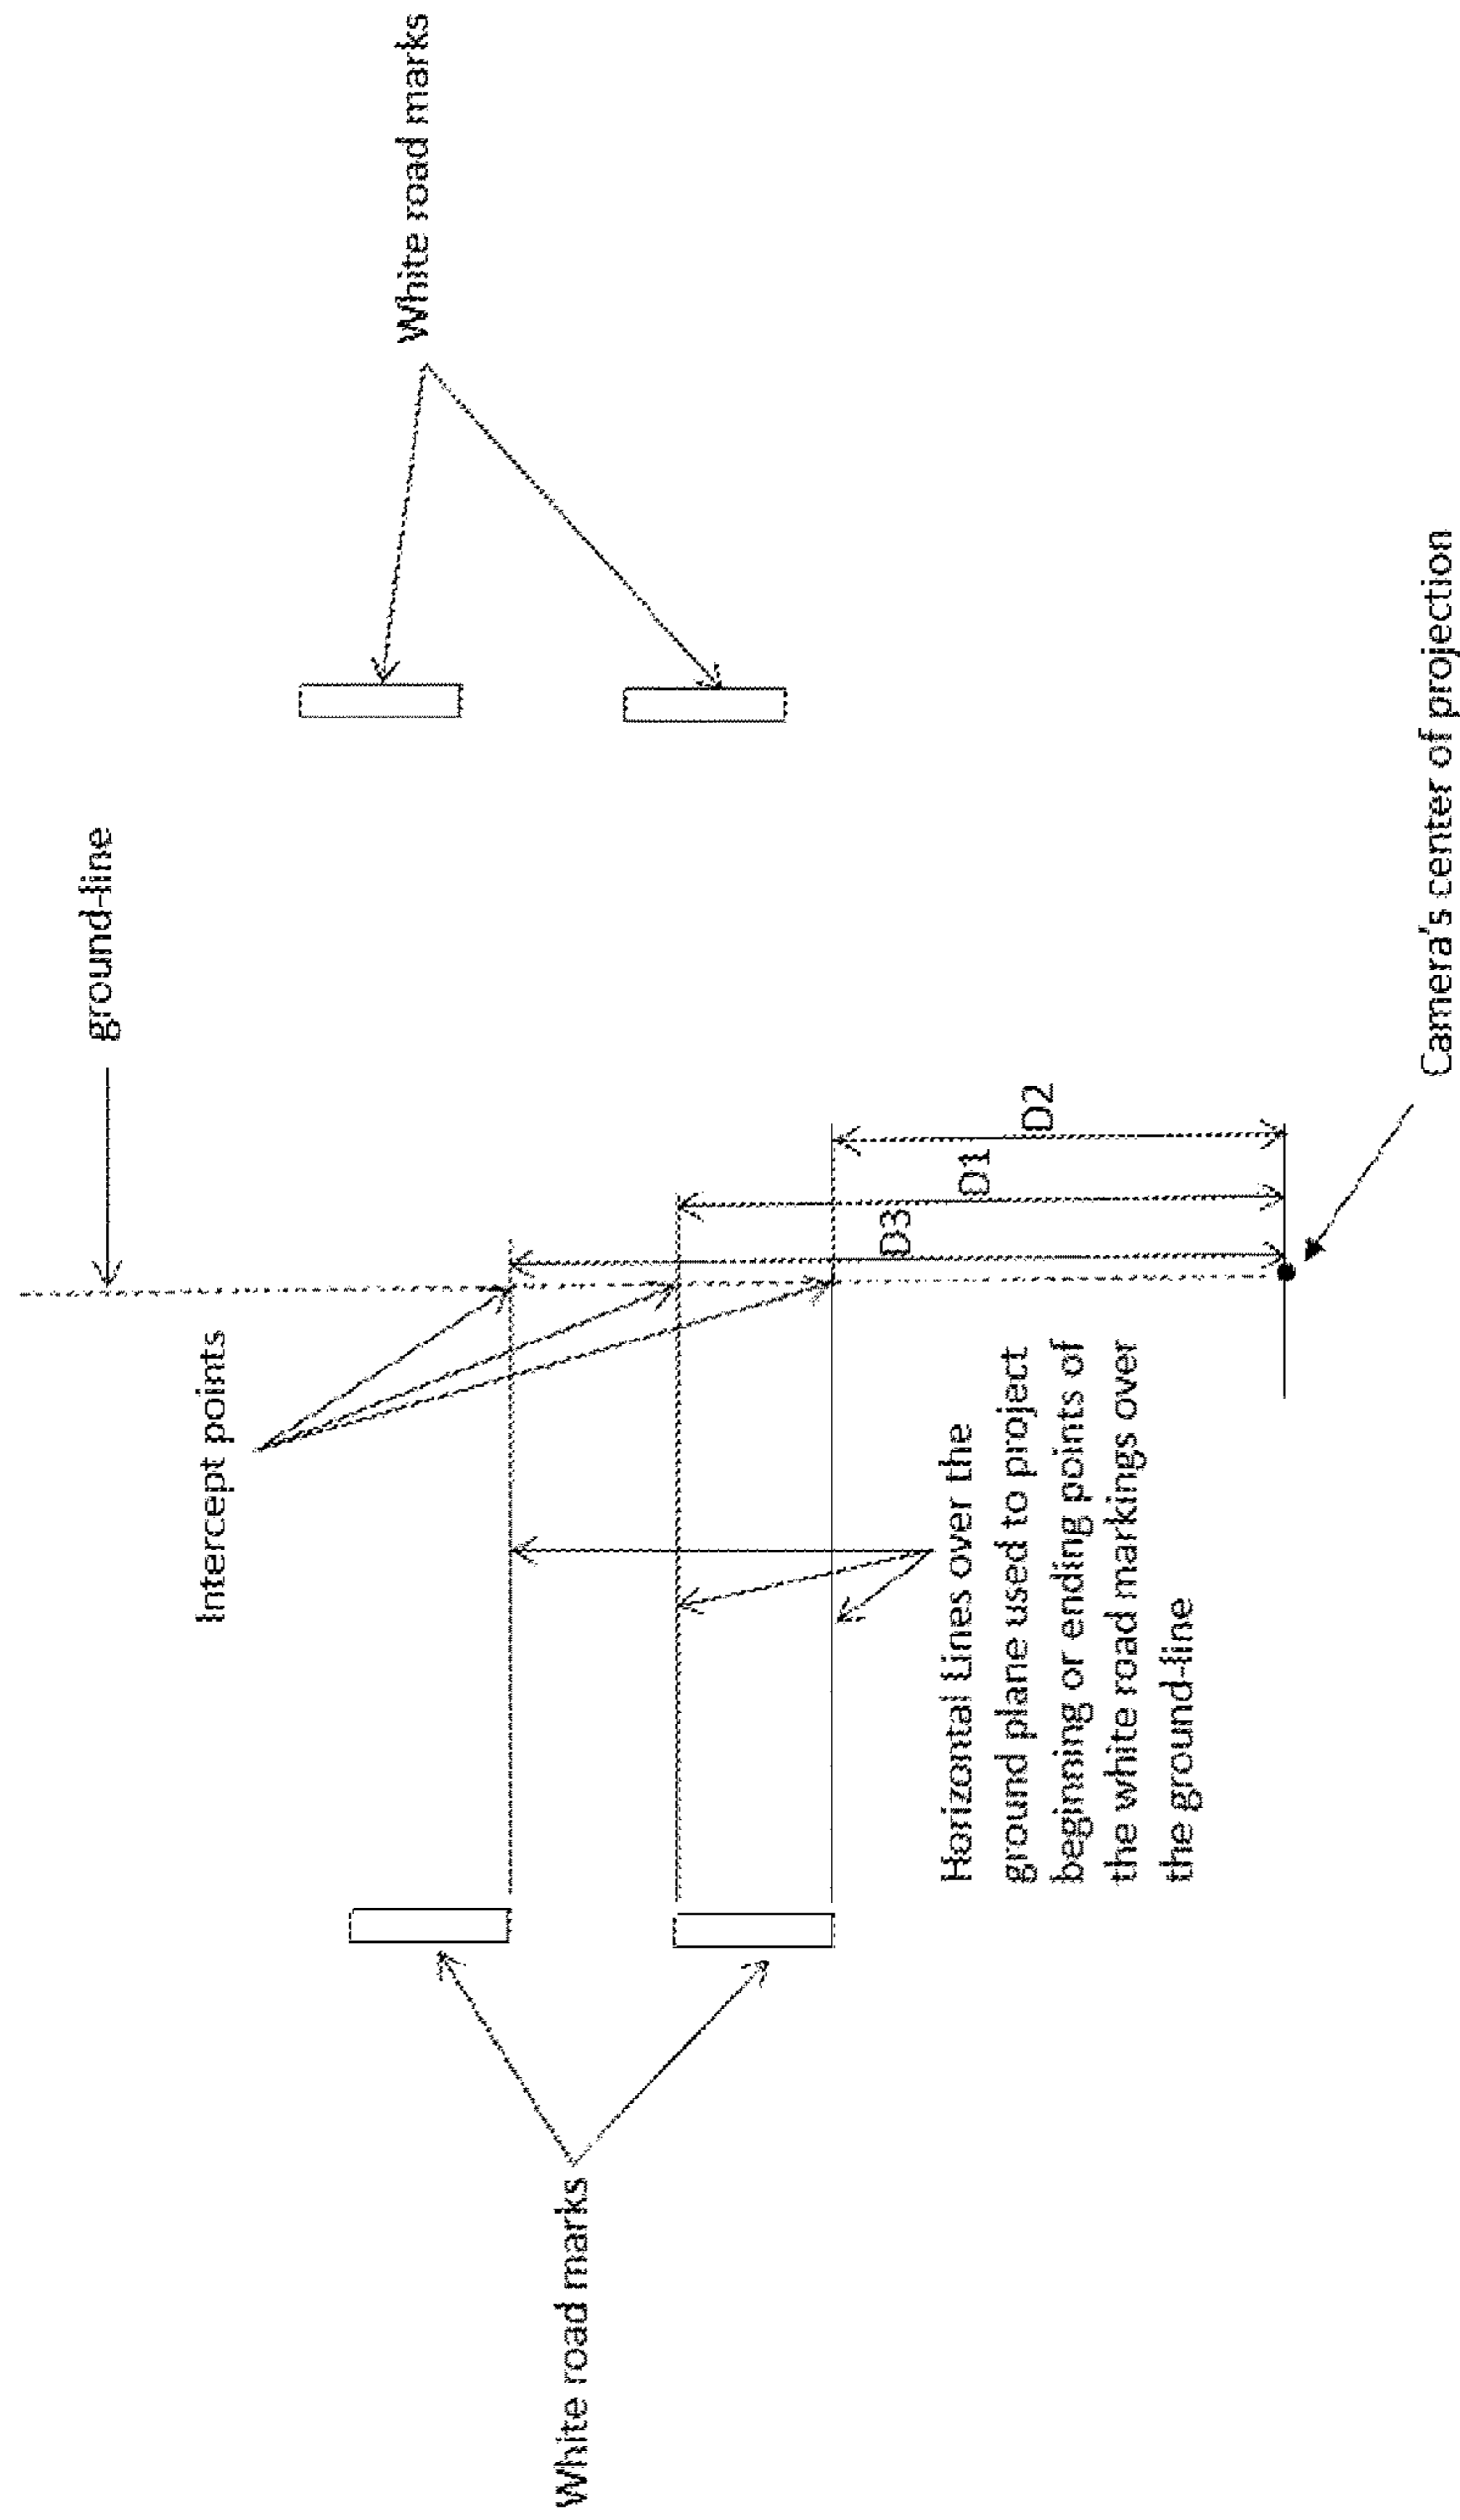 White road marks
Intercept points
ground-line
White road marks
D3
D1
D2
Horizontal Lines over the
ground plane used to project
beginning or ending points of
the white road markings over
the ground-line
Camera's center of projection